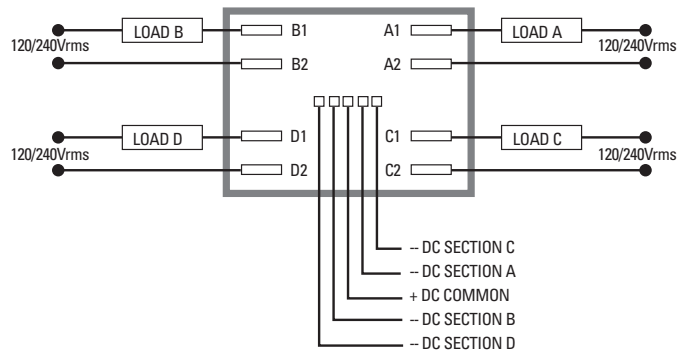 LOAD B B1 A1 LOAD A
120/240Vrms 120/240Vrms
B2 A2
LOAD D D1 C1 LOAD C
120/240Vrms 120/240Vrms
D2 C2
-- DC SECTION C
-- DC SECTION A
+ DC COMMON
-- DC SECTION B
-- DC SECTION D